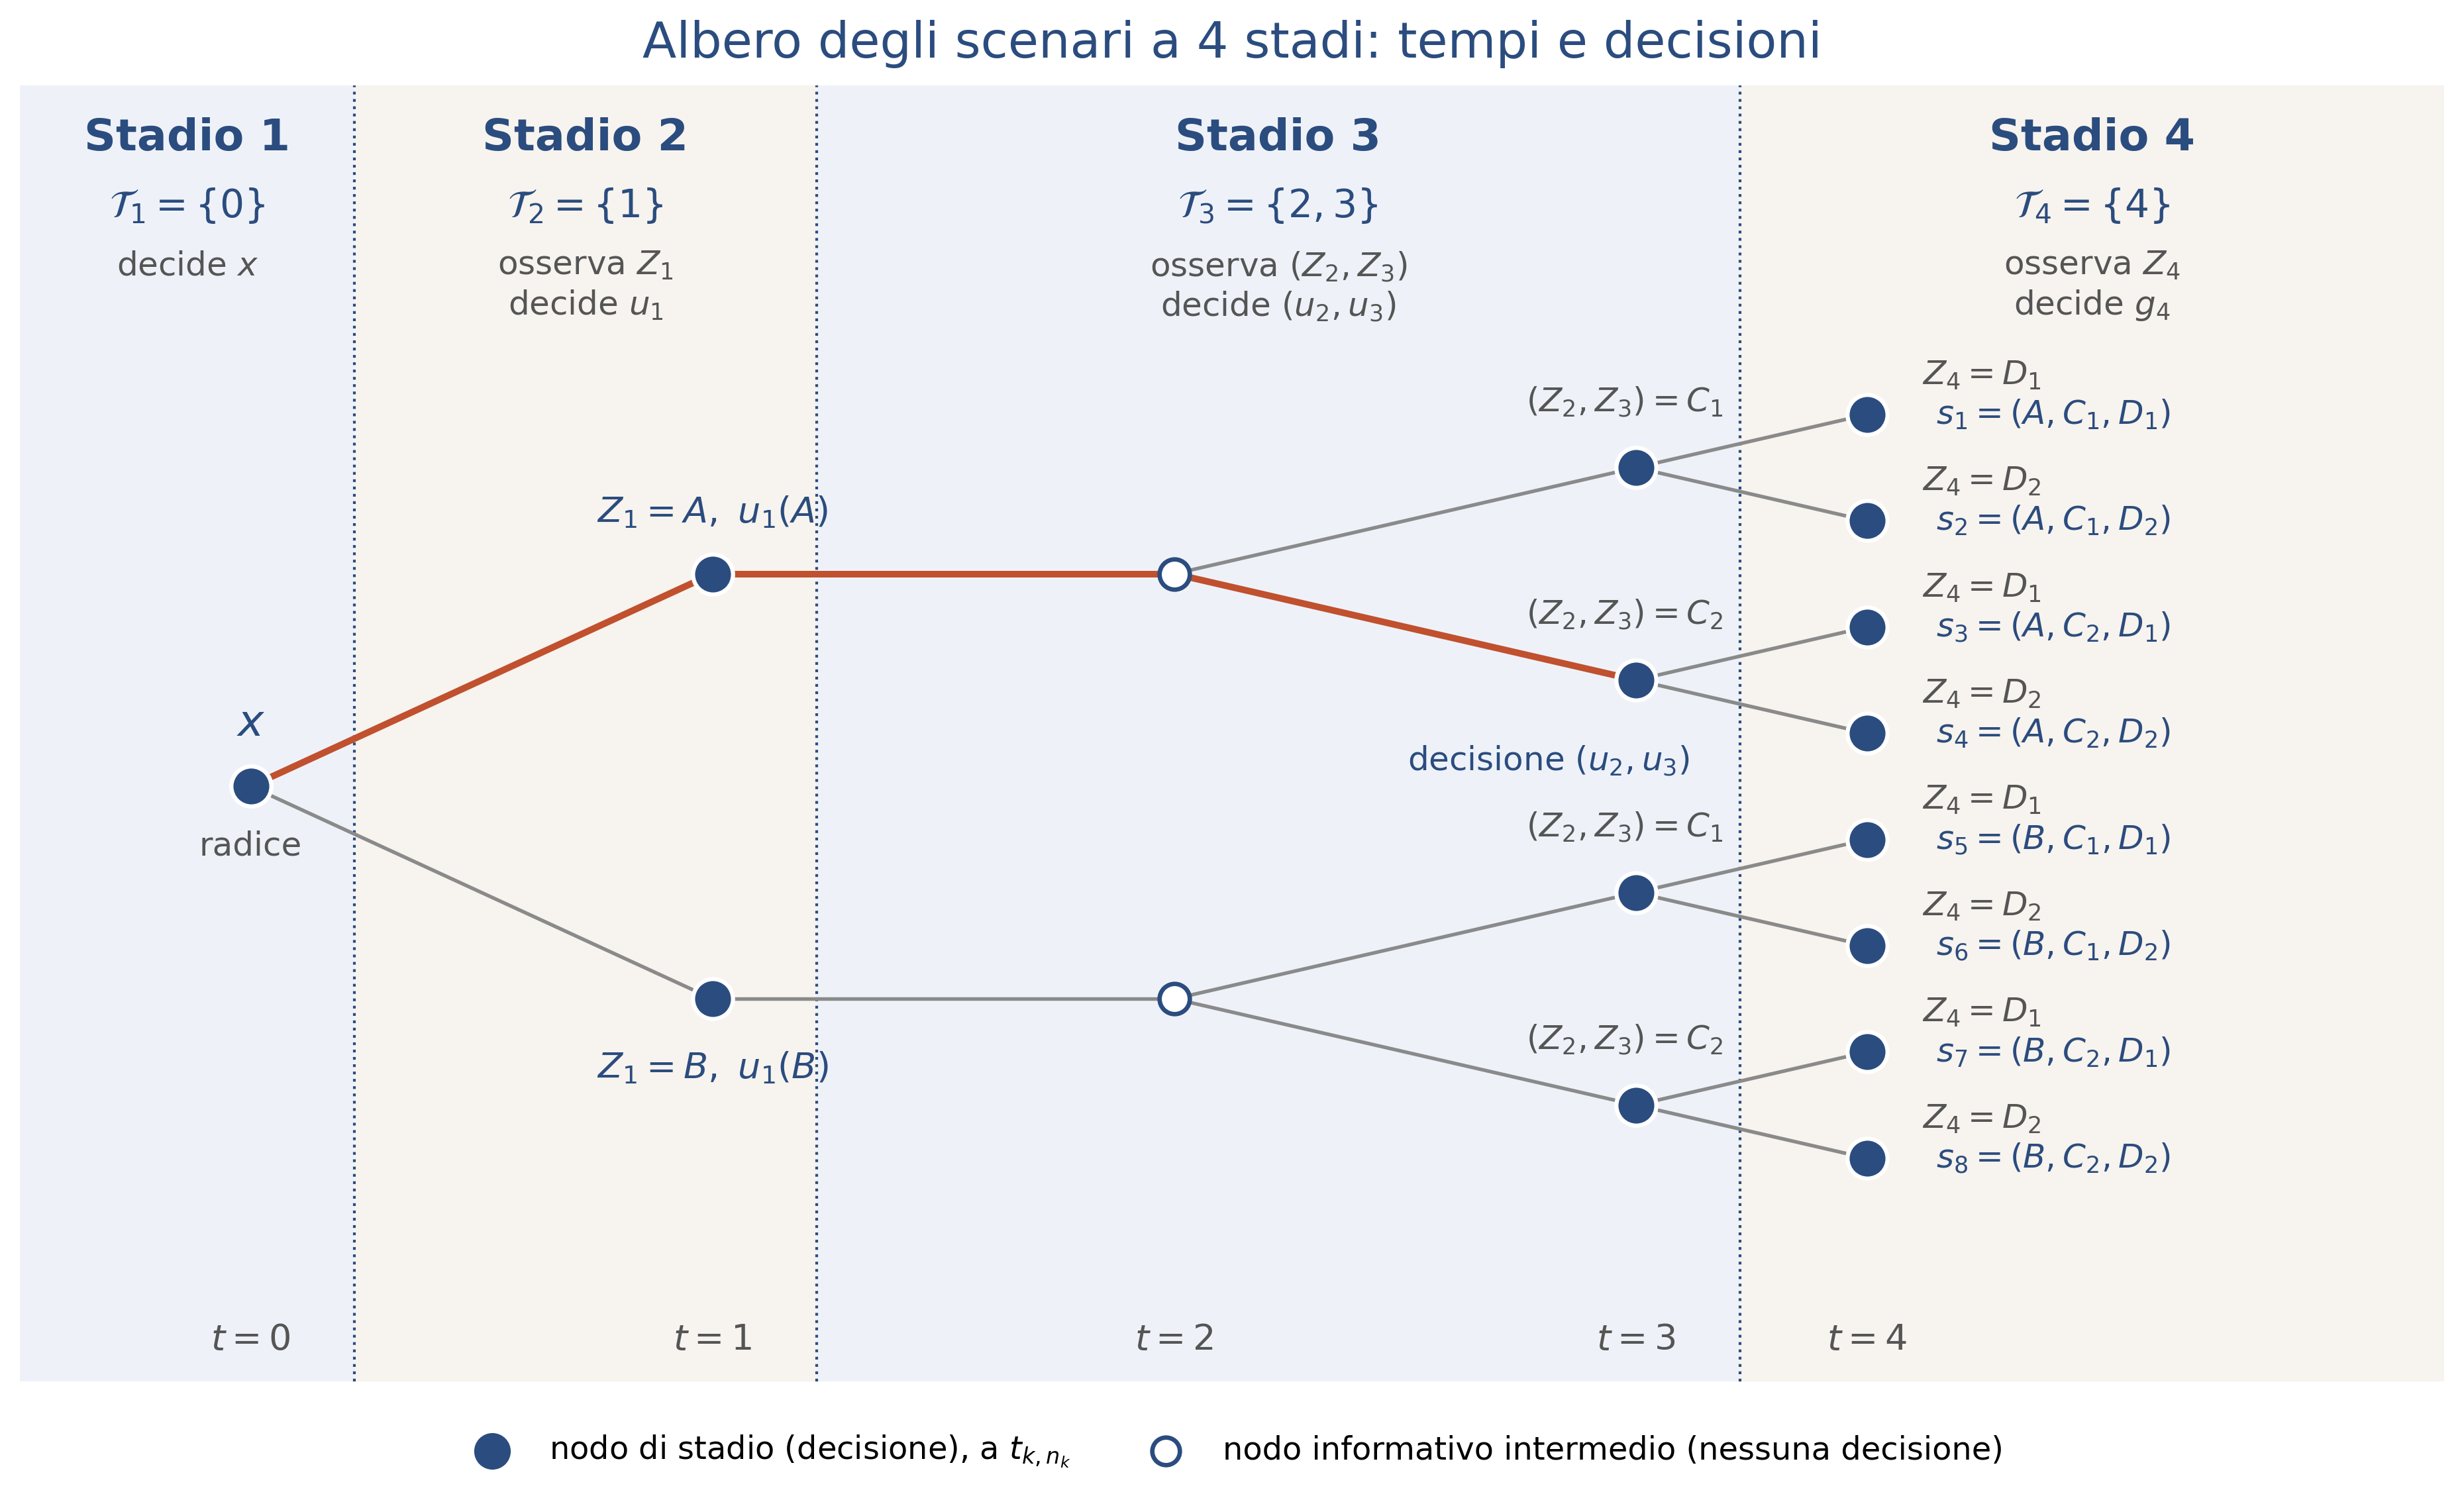 Albero degli scenari a 4 stadi: tempi e decisioni
Stadio 1
𝒯₁ = {0}
decide x
Stadio 2
𝒯₂ = {1}
osserva Z₁
decide u₁
Stadio 3
𝒯₃ = {2, 3}
osserva (Z₂, Z₃)
decide (u₂, u₃)
Stadio 4
𝒯₄ = {4}
osserva Z₄
decide g₄
x
radice
Z₁ = A, u₁(A)
Z₁ = B, u₁(B)
(Z₂, Z₃) = C₁
(Z₂, Z₃) = C₂
decisione (u₂, u₃)
(Z₂, Z₃) = C₁
(Z₂, Z₃) = C₂
Z₄ = D₁
s₁ = (A, C₁, D₁)
Z₄ = D₂
s₂ = (A, C₁, D₂)
Z₄ = D₁
s₃ = (A, C₂, D₁)
Z₄ = D₂
s₄ = (A, C₂, D₂)
Z₄ = D₁
s₅ = (B, C₁, D₁)
Z₄ = D₂
s₆ = (B, C₁, D₂)
Z₄ = D₁
s₇ = (B, C₂, D₁)
Z₄ = D₂
s₈ = (B, C₂, D₂)
t = 0
t = 1
t = 2
t = 3
t = 4
nodo di stadio (decisione), a t_{k, n_k}
nodo informativo intermedio (nessuna decisione)